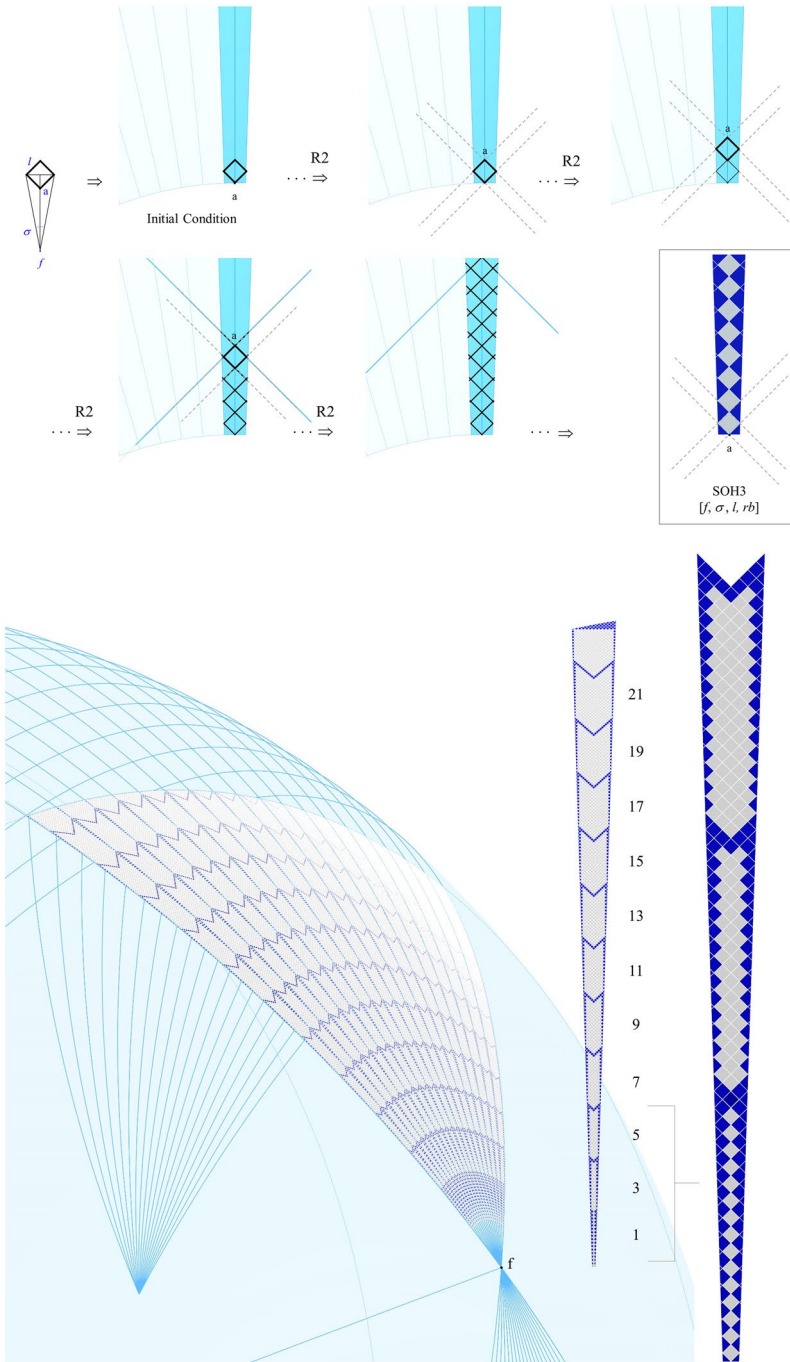 l
a
σ
f
⇒
a
Initial Condition
R2
··· ⇒
a
R2
··· ⇒
a
R2
··· ⇒
a
R2
··· ⇒
··· ⇒
a
SOH3
[f, σ, l, rb]
21
19
17
15
13
11
9
7
5
3
1
f